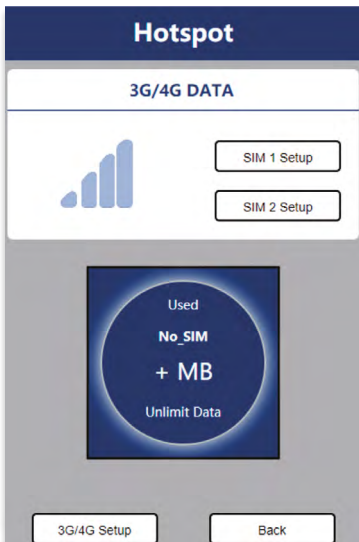 Hotspot
3G/4G DATA
SIM 1 Setup
SIM 2 Setup
Used
No_SIM
+ MB
Unlimit Data
3G/4G Setup
Back